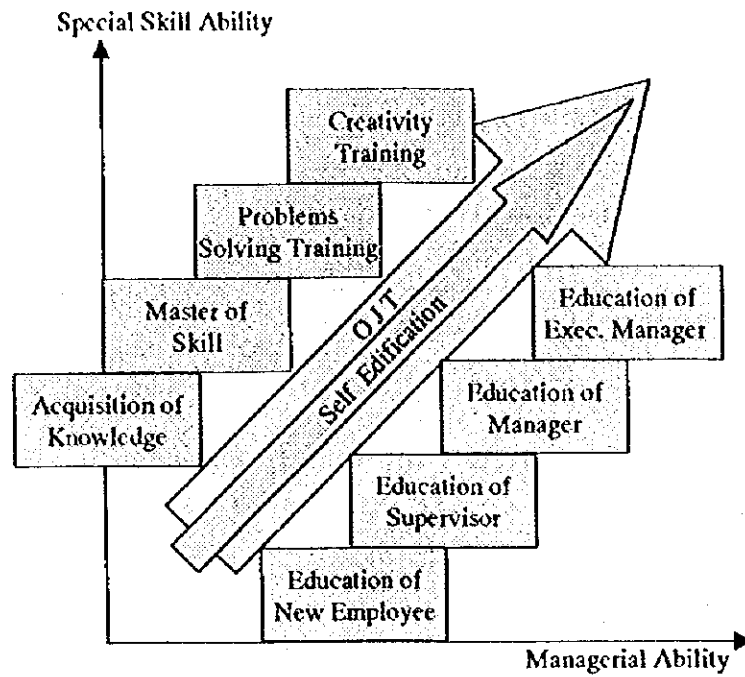 Special Skill Ability
Creativity
Training
Problems
Solving Training
Master of
Skill
Acquisition of
Knowledge
O J T
Self Edification
Education of
Exec. Manager
Education of
Manager
Education of
Supervisor
Education of
New Employee
Managerial Ability